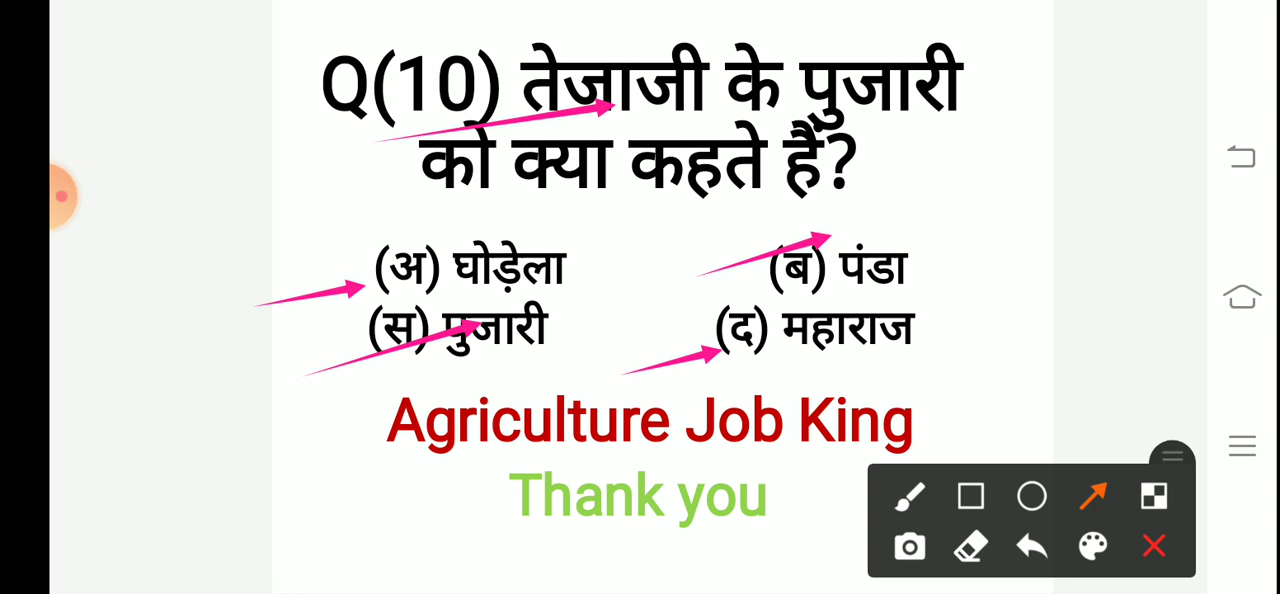 Q(10) तेजाजी के पुजारी
को क्या कहते हैं?
(अ) घोड़ेला (ब) पंडा
(स) पुजारी (द) महाराज
Agriculture Job King
Thank you